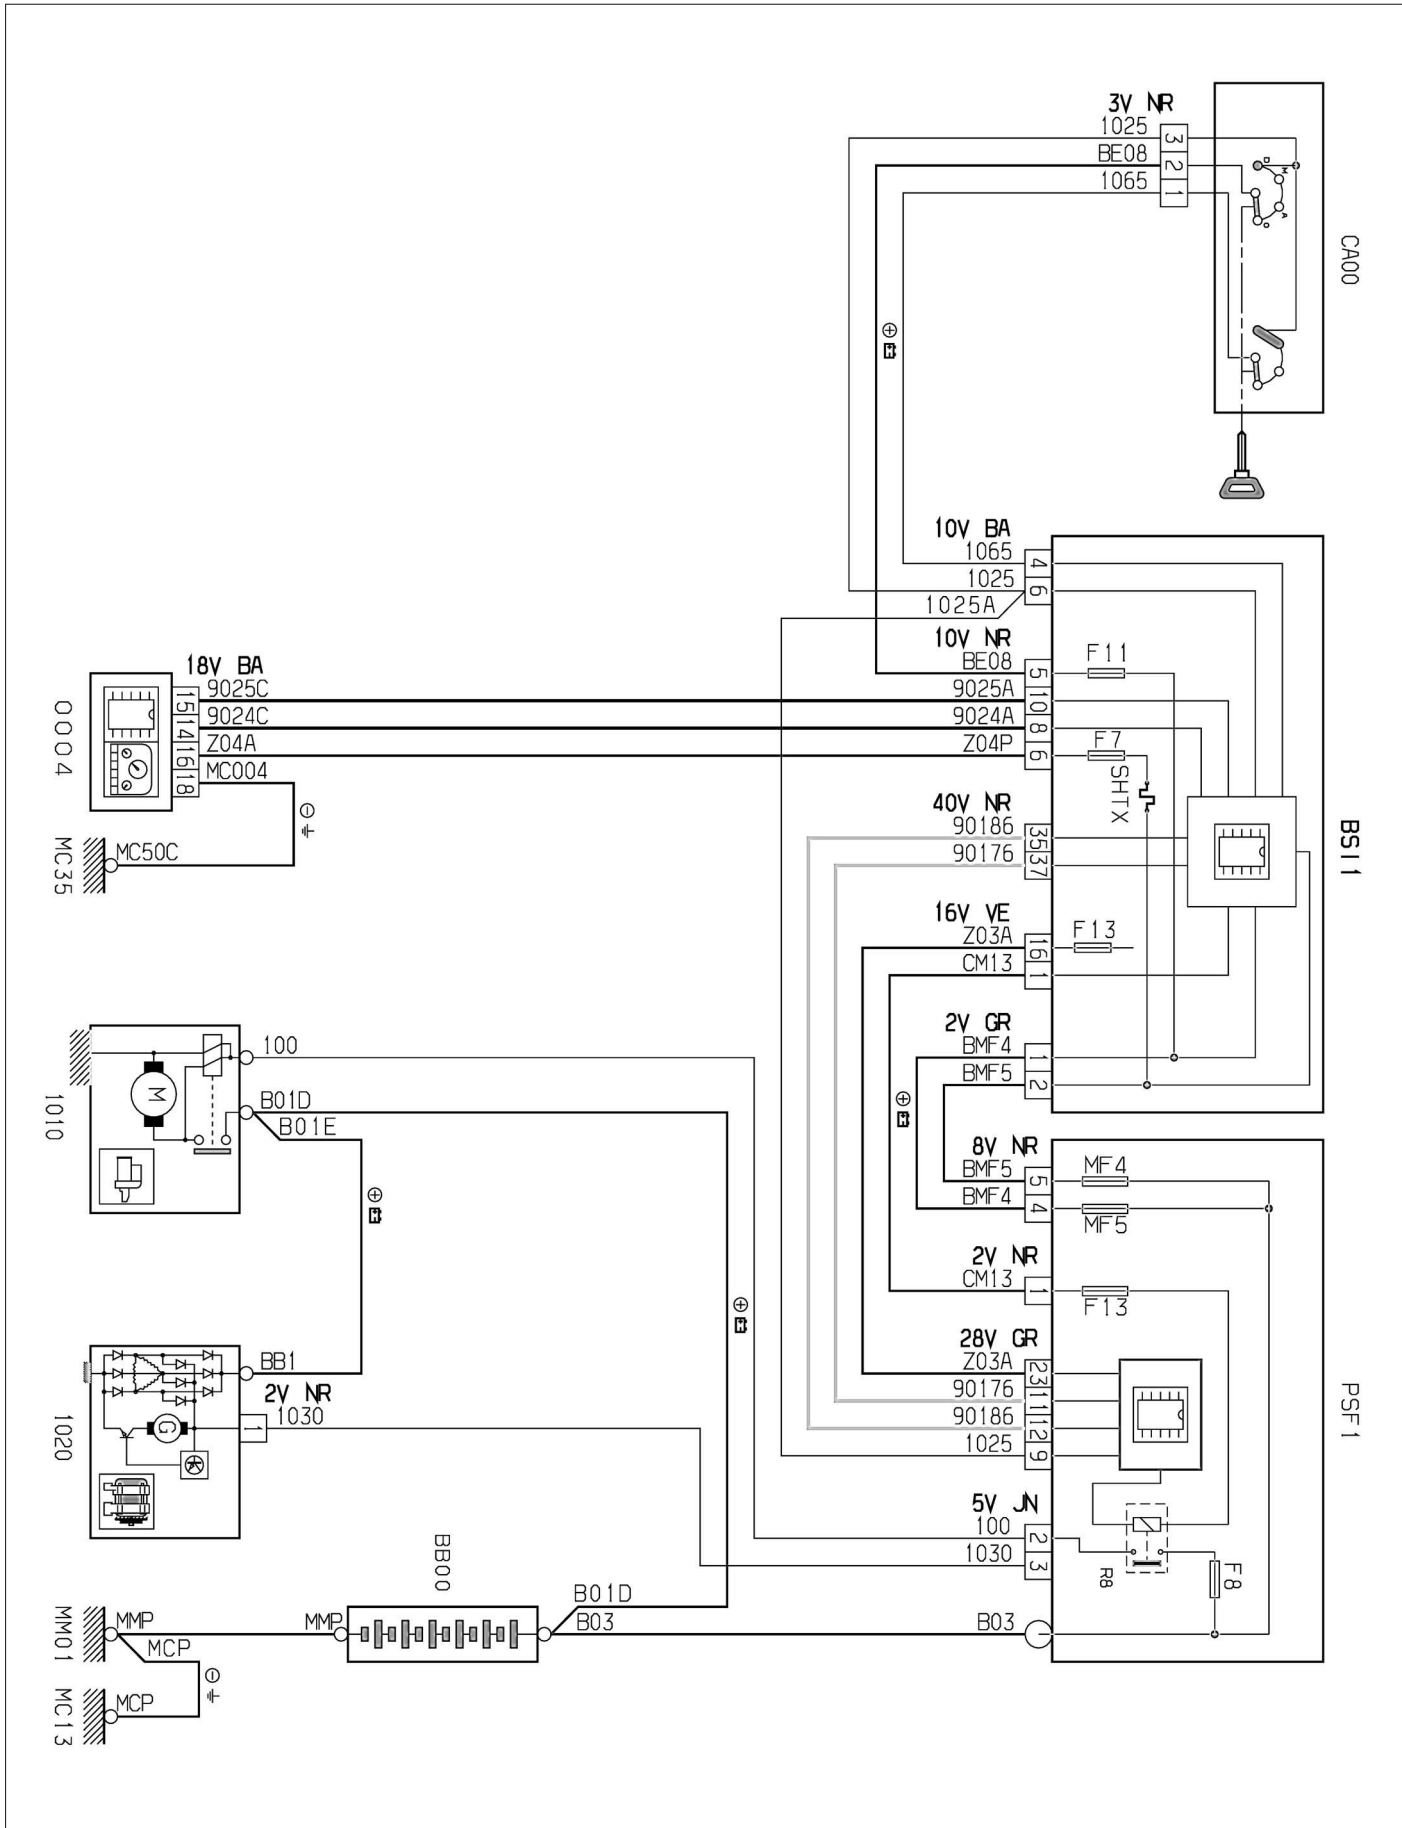 3V NR
1025
BE08
1065
3
2
1
D
M
A
C
CA00
10V BA
1065
1025
1025A
4
6
10V NR
BE08
9025A
9024A
Z04P
5
10
8
6
F11
F7
SHTX
18V BA
9025C
9024C
Z04A
MC004
15
14
16
18
0004
MC50C
MC35
40V NR
90186
90176
35
37
BSI1
16V VE
Z03A
CM13
16
1
F13
2V GR
BMF4
BMF5
1
2
100
B01D
B01E
M
1010
8V NR
BMF5
BMF4
5
4
MF4
MF5
2V NR
CM13
1
F13
28V GR
Z03A
90176
90186
1025
23
11
12
9
PSF1
BB1
2V NR
1030
1
G
1020
5V JN
100
1030
2
3
R8
F8
BB00
B01D
B03
B03
MMP
MMP
MCP
MM01
MCP
MC13